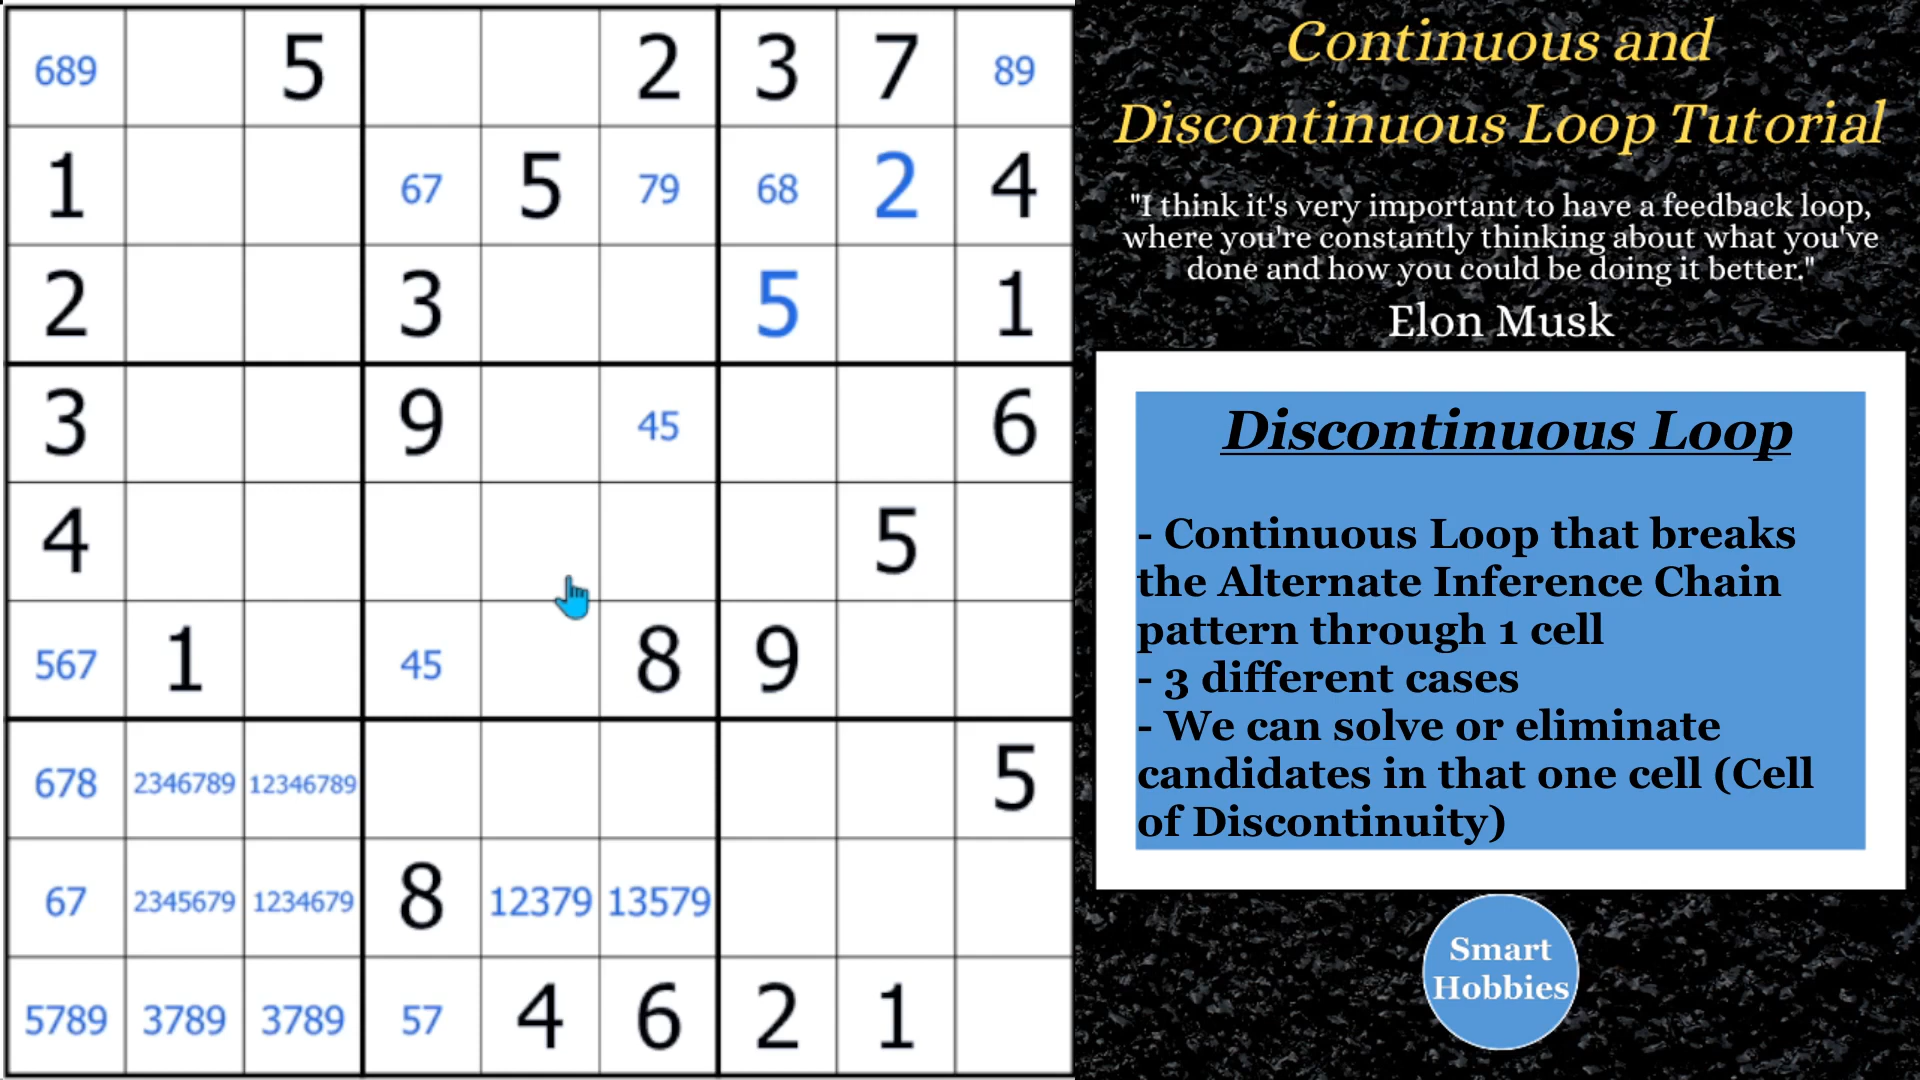 689 5 2 3 7 89
1 67 5 79 68 2 4
2 3 5 1
3 9 45 6
4 5
567 1 45 8 9
678 2346789 12346789 5
67 2345679 1234679 8 12379 13579
5789 3789 3789 57 4 6 2 1
Continuous and
Discontinuous Loop Tutorial
"I think it's very important to have a feedback loop,
where you're constantly thinking about what you've
done and how you could be doing it better."
Elon Musk
Discontinuous Loop
- Continuous Loop that breaks
the Alternate Inference Chain
pattern through 1 cell
- 3 different cases
- We can solve or eliminate
candidates in that one cell (Cell
of Discontinuity)
Smart
Hobbies